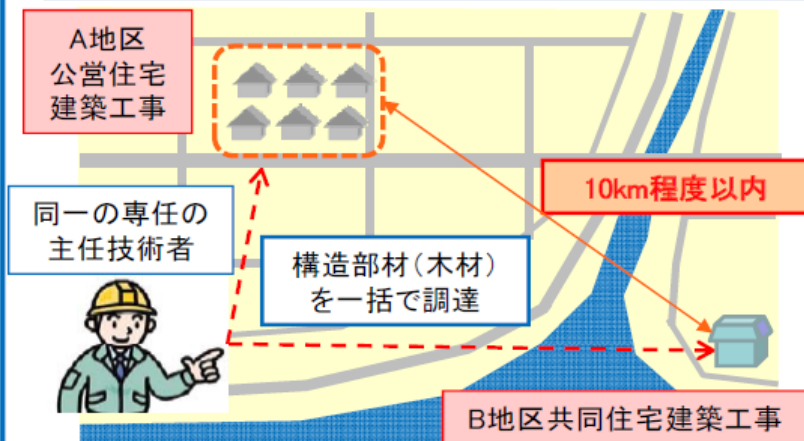 A地区
公営住宅
建築工事
10km程度以内
同一の専任の
主任技術者
構造部材（木材）
を一括で調達
B地区共同住宅建築工事